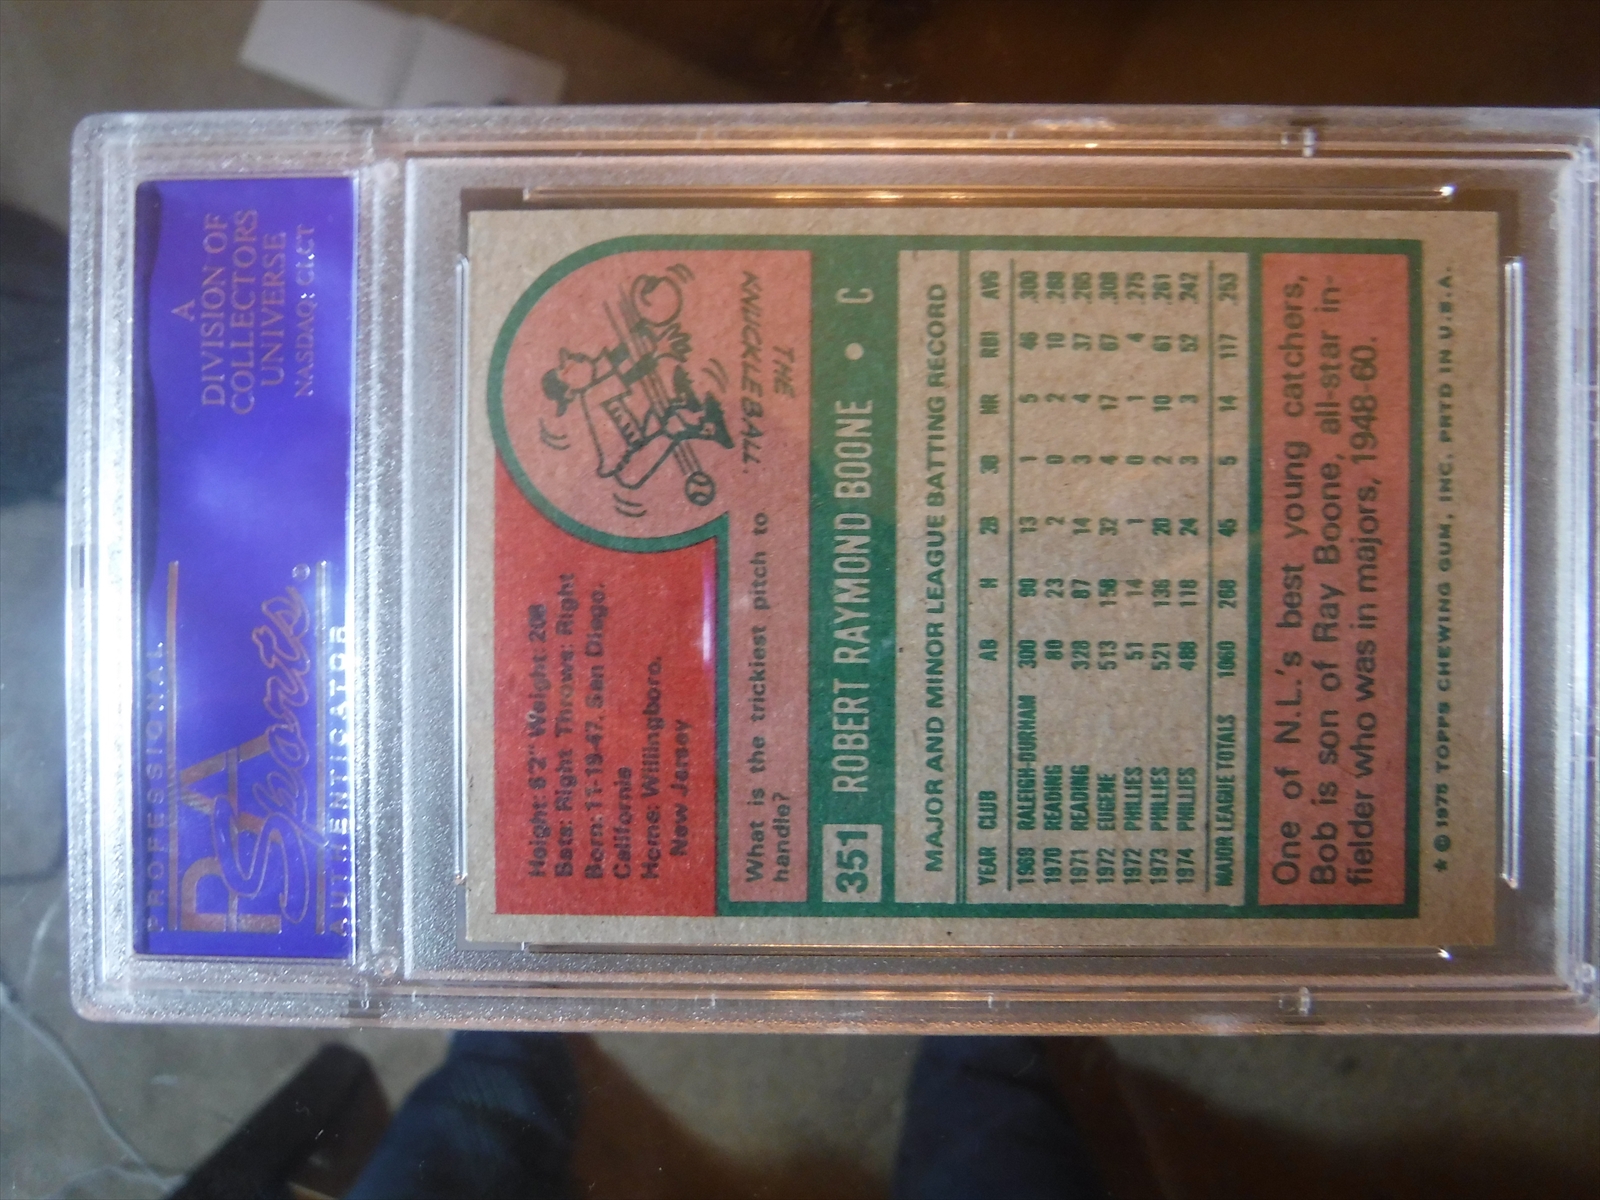 PROFESSIONAL
PSA
Sports®
AUTHENTICATOR
A
DIVISION OF
COLLECTORS
UNIVERSE
NASDAQ: CLCT
Height: 6'2" Weight: 208
Bats: Right Throws: Right
Born: 11-19-47, San Diego,
California
Home: Willingboro,
New Jersey
What is the trickiest pitch to
handle?
THE
KNUCKLEBALL.
351 ROBERT RAYMOND BOONE • C
MAJOR AND MINOR LEAGUE BATTING RECORD
YEAR CLUB AB H 2B 3B HR RBI AVG
1969 RALEIGH-DURHAM 300 90 13 1 5 46 .300
1970 READING 80 23 2 0 2 10 .288
1971 READING 328 87 14 3 4 37 .265
1972 EUGENE 513 158 32 4 17 67 .308
1972 PHILLIES 51 14 1 0 1 4 .275
1973 PHILLIES 521 136 20 2 10 61 .261
1974 PHILLIES 488 118 24 3 3 52 .242
MAJOR LEAGUE TOTALS 1060 268 45 5 14 117 .253
One of N.L.'s best young catchers,
Bob is son of Ray Boone, all-star in-
fielder who was in majors, 1948-60.
★ © 1975 TOPPS CHEWING GUM, INC. PRTD IN U.S.A.